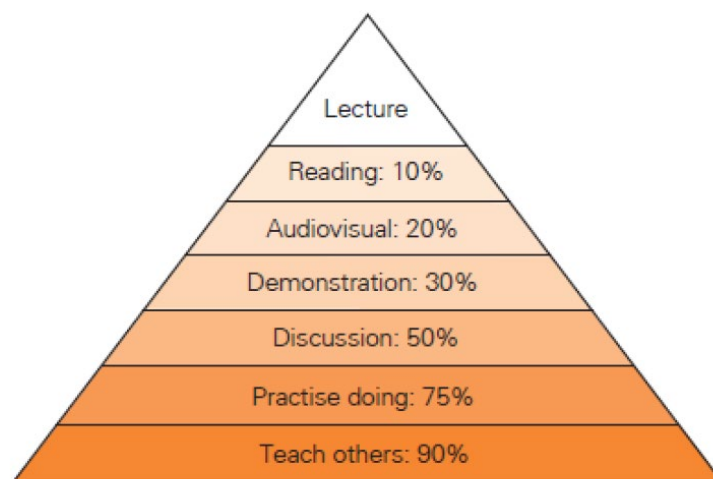 Lecture
Reading: 10%
Audiovisual: 20%
Demonstration: 30%
Discussion: 50%
Practise doing: 75%
Teach others: 90%